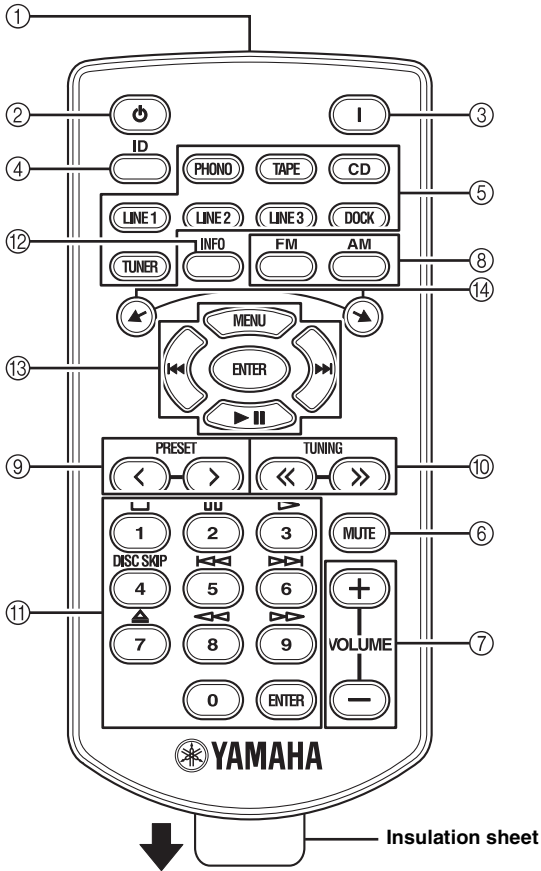 ①
② ③
ID
④ PHONO TAPE CD ⑤
LINE 1 LINE 2 LINE 3 DOCK
⑫ INFO FM AM ⑧
TUNER
⑭
MENU
⑬ ENTER
PRESET TUNING
⑨ ⑩
1 2 3 MUTE ⑥
DISC SKIP
4 5 6
⑪ 7 8 9 VOLUME ⑦
0 ENTER
YAMAHA
Insulation sheet